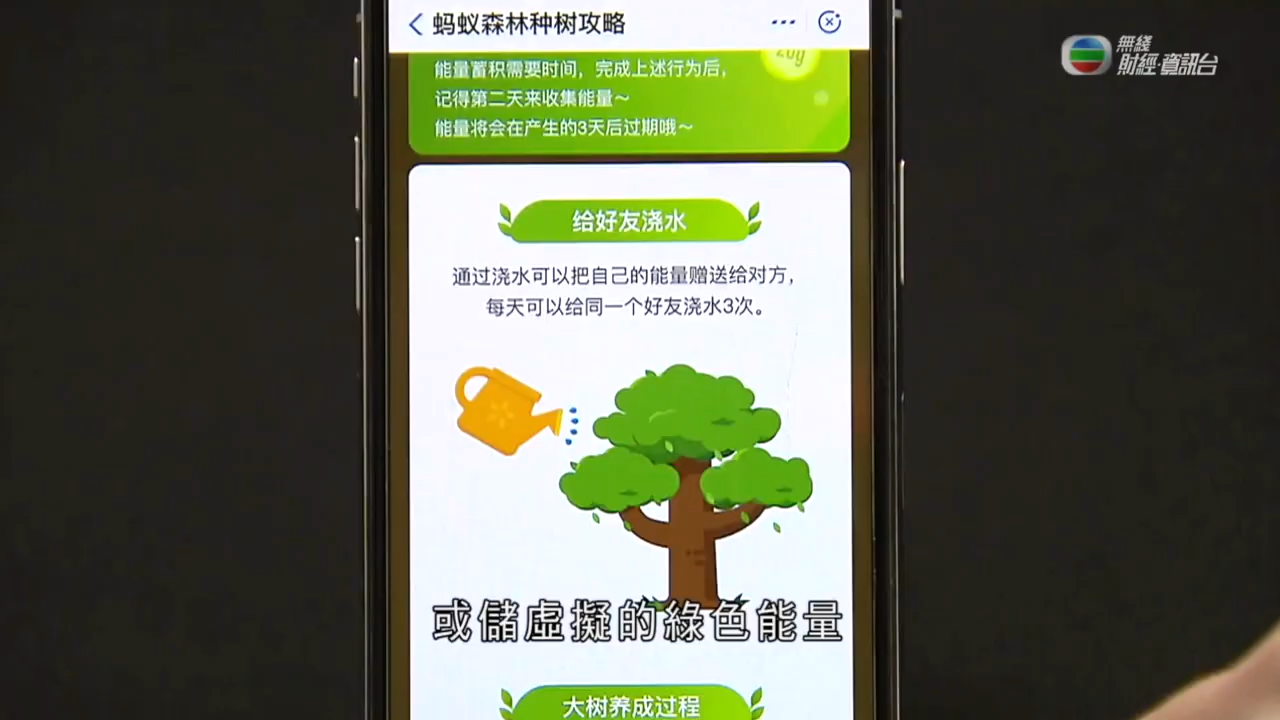 蚂蚁森林种树攻略
無綫
財經·資訊台
20g
能量蓄积需要时间，完成上述行为后，
记得第二天来收集能量～
能量将会在产生的3天后过期哦～
给好友浇水
通过浇水可以把自己的能量赠送给对方，
每天可以给同一个好友浇水3次。
或儲虛擬的綠色能量
大树养成过程